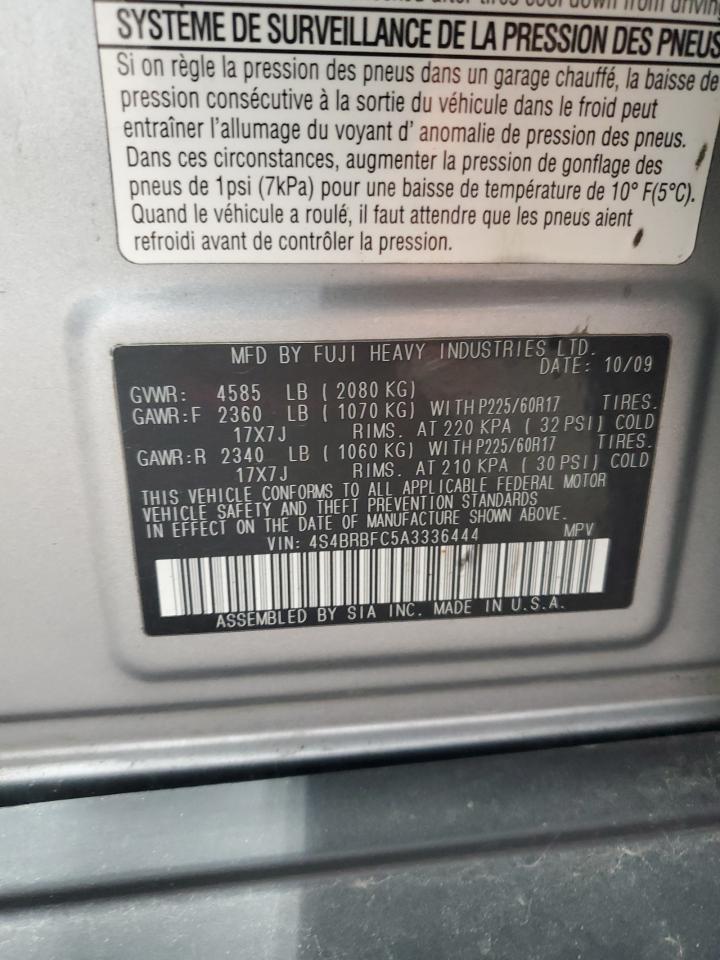 after tires cool down from driving
SYSTÈME DE SURVEILLANCE DE LA PRESSION DES PNEUS
Si on règle la pression des pneus dans un garage chauffé, la baisse de
pression consécutive à la sortie du véhicule dans le froid peut
entraîner l'allumage du voyant d' anomalie de pression des pneus.
Dans ces circonstances, augmenter la pression de gonflage des
pneus de 1psi (7kPa) pour une baisse de température de 10° F(5°C).
Quand le véhicule a roulé, il faut attendre que les pneus aient
refroidi avant de contrôler la pression.
MFD BY FUJI HEAVY INDUSTRIES LTD.
DATE: 10/09
GVWR: 4585 LB ( 2080 KG)
GAWR:F 2360 LB ( 1070 KG) WITH P225/60R17 TIRES.
17X7J RIMS. AT 220 KPA ( 32 PSI) COLD
GAWR:R 2340 LB ( 1060 KG) WITH P225/60R17 TIRES.
17X7J RIMS. AT 210 KPA ( 30 PSI) COLD
THIS VEHICLE CONFORMS TO ALL APPLICABLE FEDERAL MOTOR
VEHICLE SAFETY AND THEFT PREVENTION STANDARDS
IN EFFECT ON THE DATE OF MANUFACTURE SHOWN ABOVE.
VIN: 4S4BRBFC5A3336444 MPV
ASSEMBLED BY SIA INC. MADE IN U.S.A.